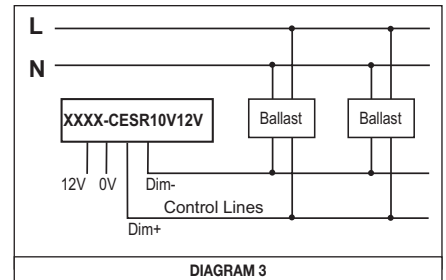 L
N
XXXX-CESR10V12V
Ballast
Ballast
12V
0V
Dim-
Control Lines
Dim+
DIAGRAM 3